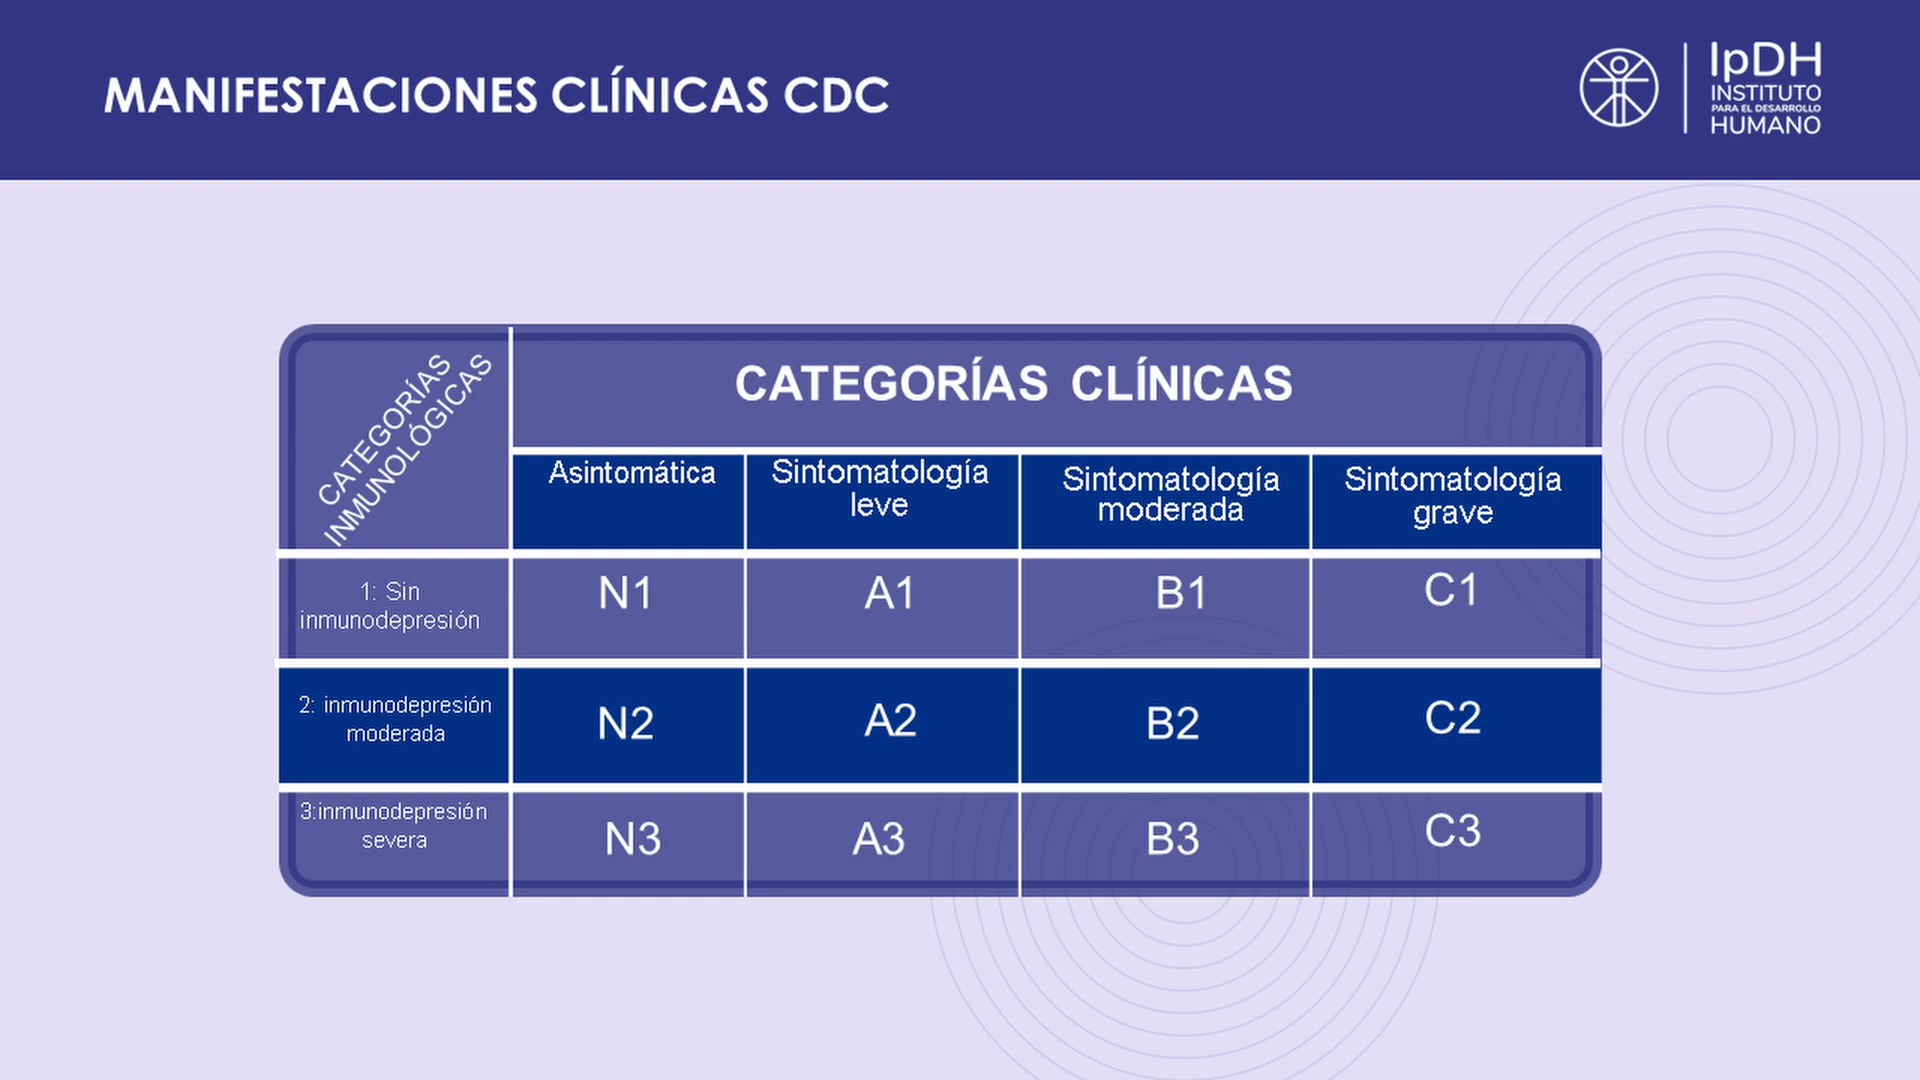 MANIFESTACIONES CLÍNICAS CDC
IpDH
INSTITUTO
PARA EL DESARROLLO
HUMANO
CATEGORÍAS
INMUNOLÓGICAS
CATEGORÍAS CLÍNICAS
Asintomática
Sintomatología
leve
Sintomatología
moderada
Sintomatología
grave
1: Sin
inmunodepresión
N1
A1
B1
C1
2: inmunodepresión
moderada
N2
A2
B2
C2
3:inmunodepresión
severa
N3
A3
B3
C3